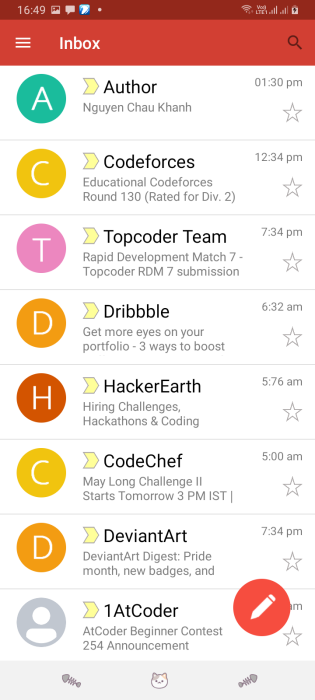 16:49
Inbox
A
Author
01:30 pm
Nguyen Chau Khanh
C
Codeforces
12:34 pm
Educational Codeforces
Round 130 (Rated for Div. 2)
T
Topcoder Team
7:34 pm
Rapid Development Match 7 -
Topcoder RDM 7 submission
D
Dribbble
6:32 am
Get more eyes on your
portfolio - 3 ways to boost
H
HackerEarth
5:76 am
Hiring Challenges,
Hackathons & Coding
C
CodeChef
5:00 am
May Long Challenge II
Starts Tomorrow 3 PM IST |
D
DeviantArt
7:34 pm
DeviantArt Digest: Pride
month, new badges, and
1AtCoder
AtCoder Beginner Contest
254 Announcement